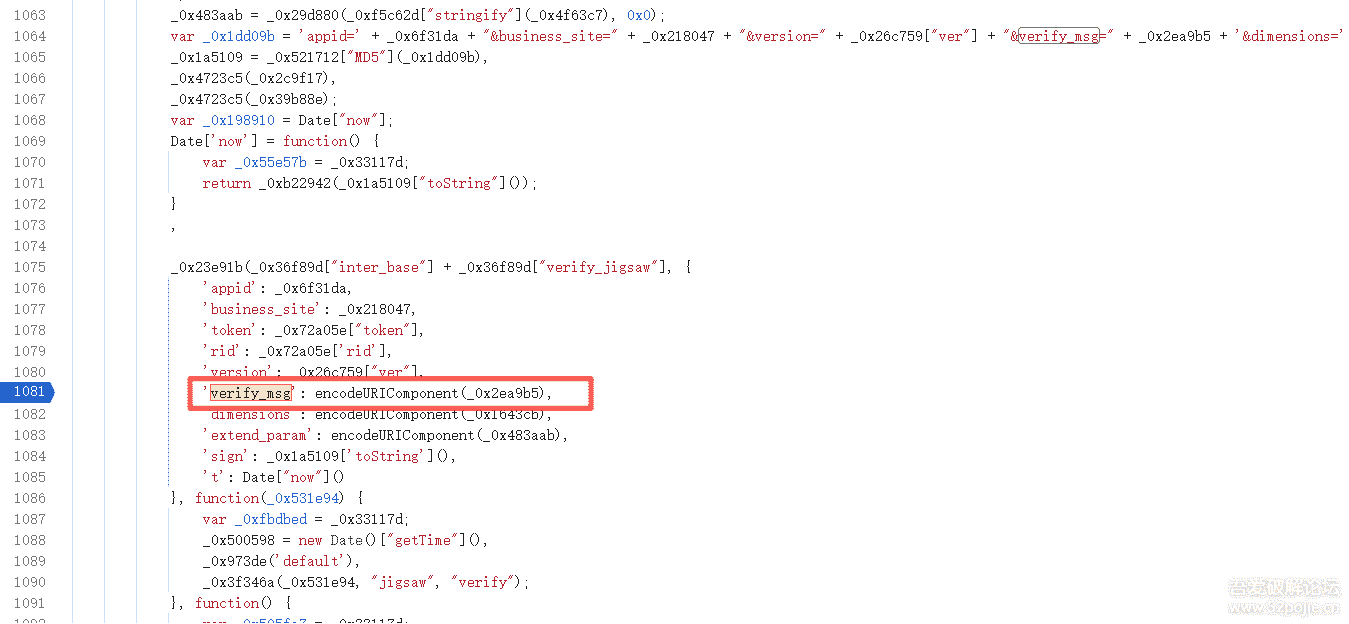 1063 _0x483aab = _0x29d880(_0xf5c62d["stringify"](_0x4f63c7), 0x0);
1064 var _0x1dd09b = 'appid=' + _0x6f31da + "&business_site=" + _0x218047 + "&version=" + _0x26c759["ver"] + "&verify_msg=" + _0x2ea9b5 + '&dimensions='
1065 _0x1a5109 = _0x521712["MD5"](_0x1dd09b),
1066 _0x4723c5(_0x2c9f17),
1067 _0x4723c5(_0x39b88e);
1068 var _0x198910 = Date["now"];
1069 Date['now'] = function() {
1070 var _0x55e57b = _0x33117d;
1071 return _0xb22942(_0x1a5109["toString"]());
1072 }
1073 ,
1074
1075 _0x23e91b(_0x36f89d["inter_base"] + _0x36f89d["verify_jigsaw"], {
1076 'appid': _0x6f31da,
1077 'business_site': _0x218047,
1078 'token': _0x72a05e["token"],
1079 'rid': _0x72a05e['rid'],
1080 'version': _0x26c759["ver"],
1081 'verify_msg': encodeURIComponent(_0x2ea9b5),
1082 'dimensions': encodeURIComponent(_0x1643cb),
1083 'extend_param': encodeURIComponent(_0x483aab),
1084 'sign': _0x1a5109['toString'](),
1085 't': Date["now"]()
1086 }, function(_0x531e94) {
1087 var _0xfbdbed = _0x33117d;
1088 _0x500598 = new Date()["getTime"](),
1089 _0x973de('default'),
1090 _0x3f346a(_0x531e94, "jigsaw", "verify");
1091 }, function() {
吾爱破解论坛
www.52pojie.cn